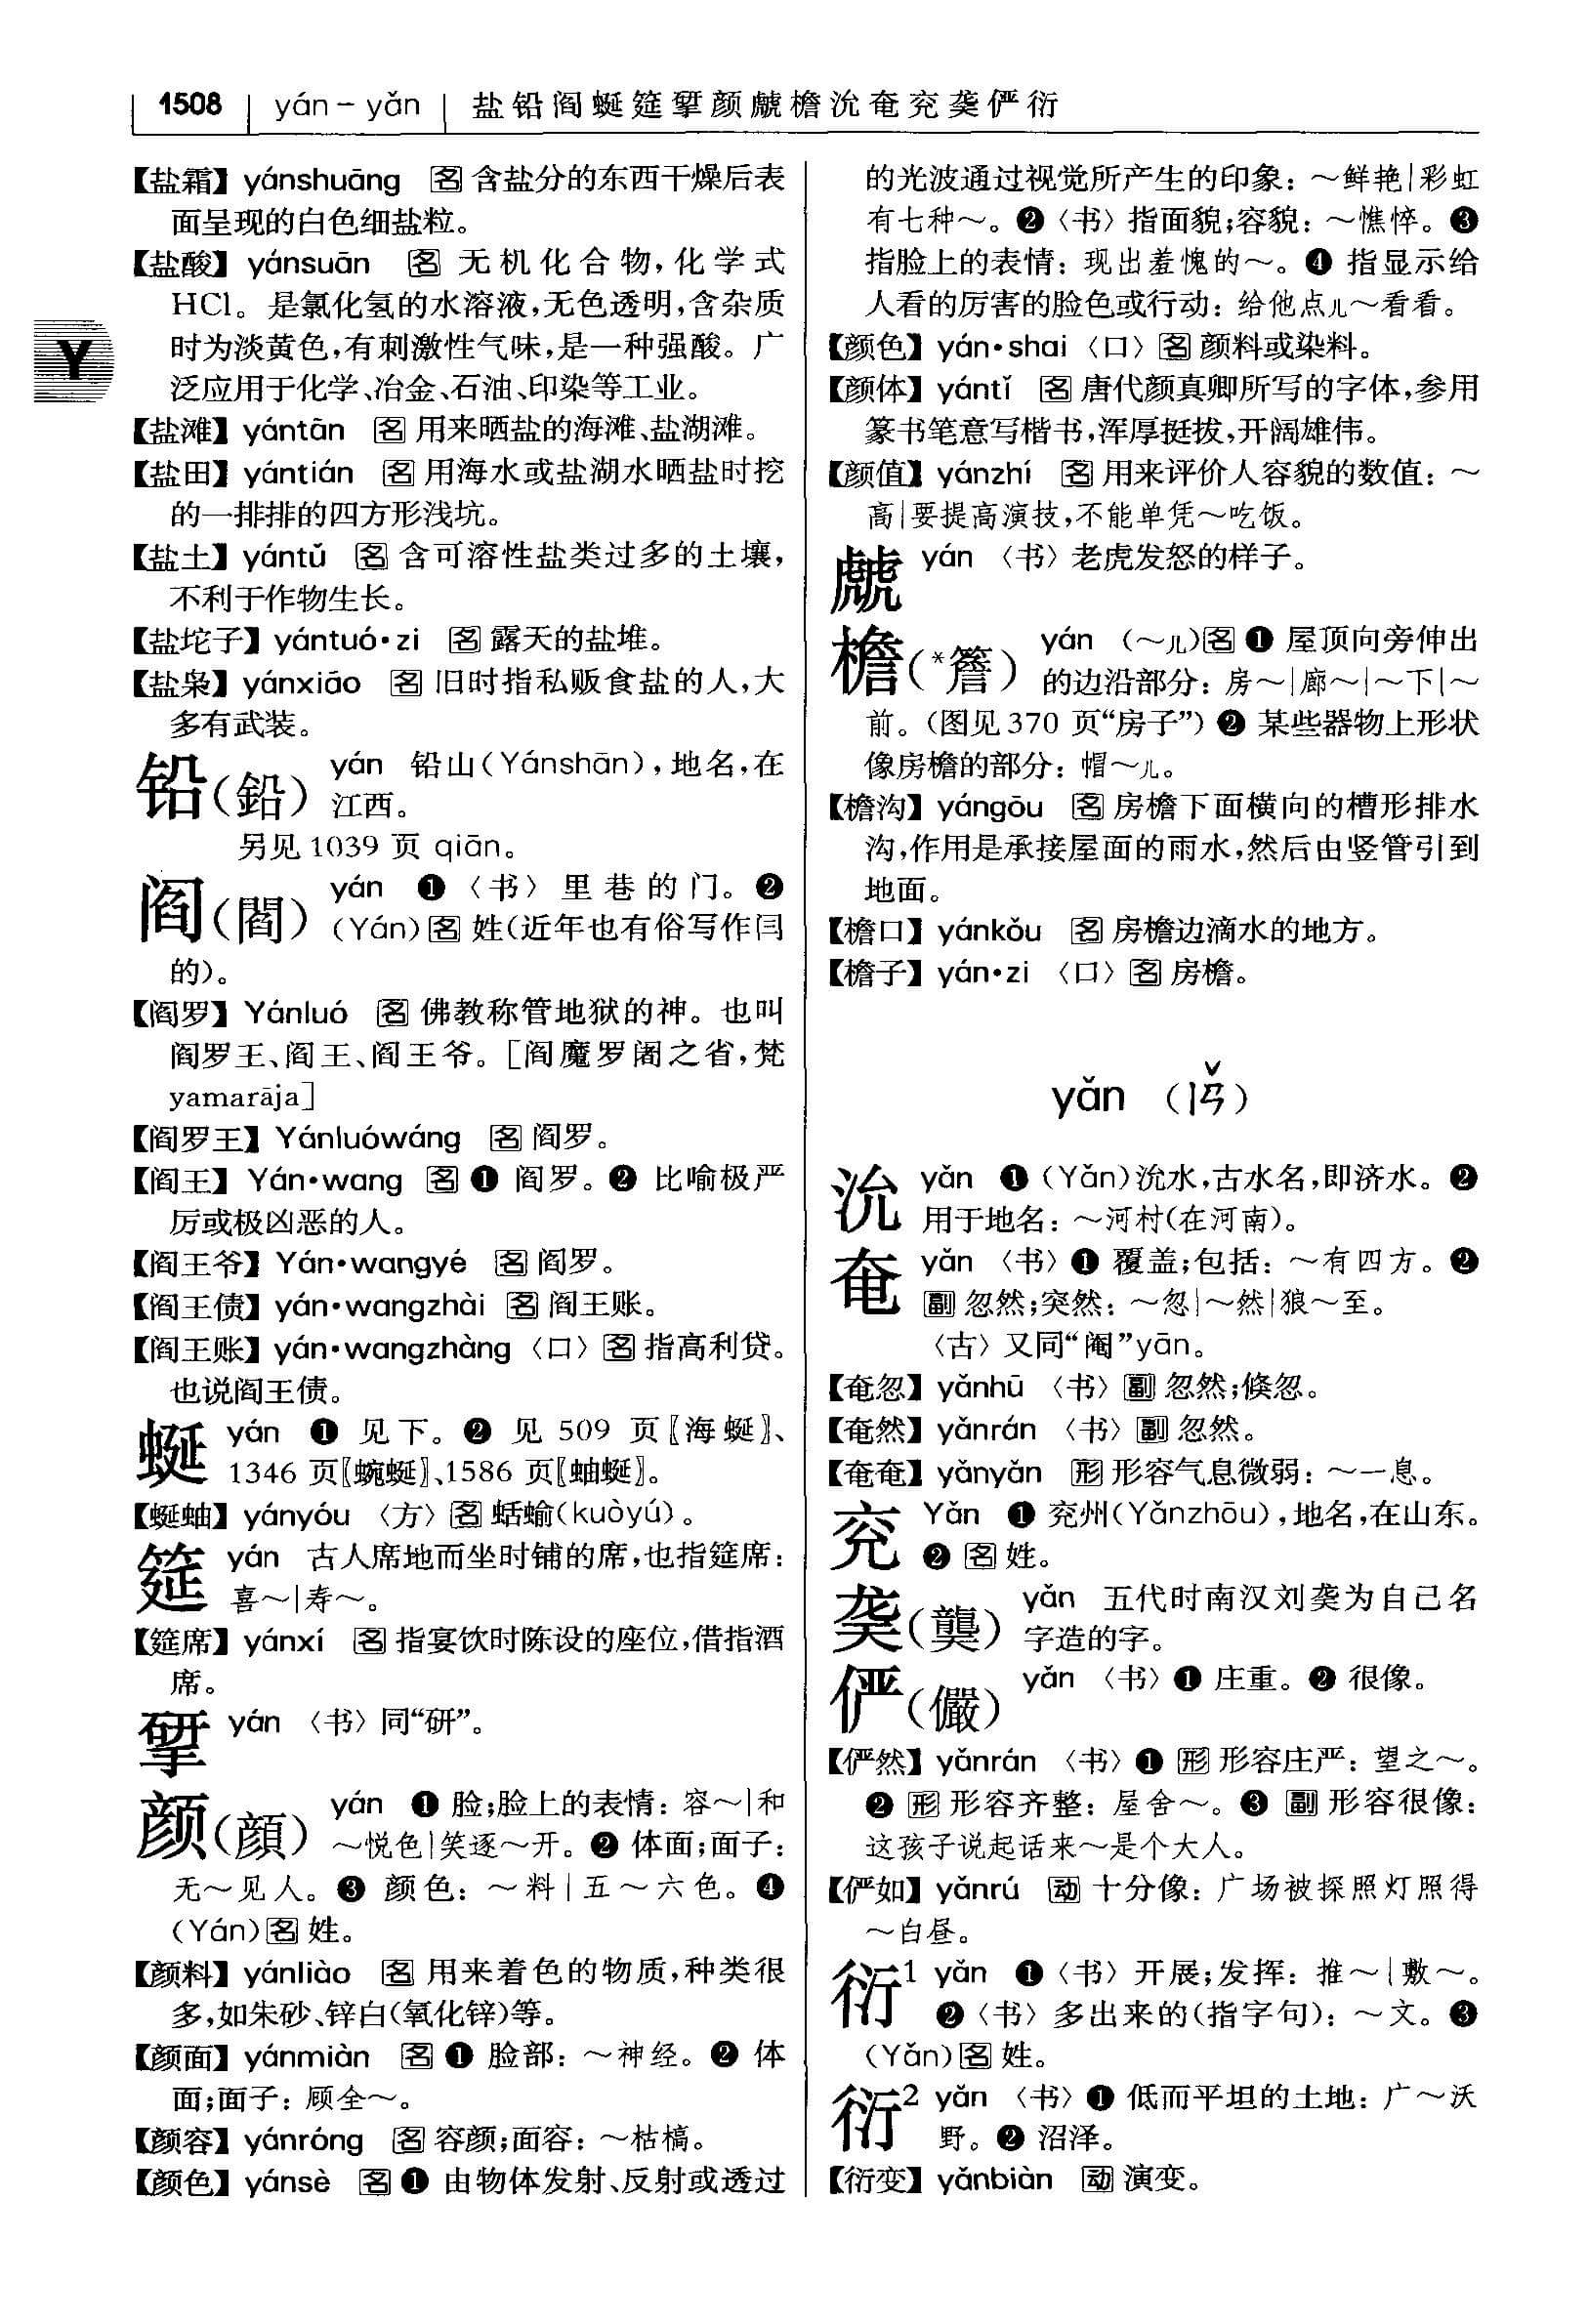 1508 yán－yǎn 盐铅阎蜒筵揅颜虤檐沇奄兖䶮俨衍
【盐霜】yánshuāng 名 含盐分的东西干燥后表
面呈现的白色细盐粒。
【盐酸】yánsuān 名 无机化合物,化学式
HCl。是氯化氢的水溶液,无色透明,含杂质
时为淡黄色,有刺激性气味,是一种强酸。广
泛应用于化学、冶金、石油、印染等工业。
【盐滩】yántān 名 用来晒盐的海滩、盐湖滩。
【盐田】yántián 名 用海水或盐湖水晒盐时挖
的一排排的四方形浅坑。
【盐土】yántǔ 名 含可溶性盐类过多的土壤,
不利于作物生长。
【盐坨子】yántuó·zi 名 露天的盐堆。
【盐枭】yánxiāo 名 旧时指私贩食盐的人,大
多有武装。
铅(鉛) yán 铅山(Yánshān),地名,在
江西。
另见1039 页 qiān。
阎(閻) yán ❶〈书〉里巷的门。❷
(Yán)名 姓(近年也有俗写作闫
的)。
【阎罗】Yánluó 名 佛教称管地狱的神。也叫
阎罗王、阎王、阎王爷。[阎魔罗阇之省,梵
yamarāja]
【阎罗王】Yánluówáng 名 阎罗。
【阎王】Yán·wang 名 ❶ 阎罗。❷ 比喻极严
厉或极凶恶的人。
【阎王爷】Yán·wangyé 名 阎罗。
【阎王债】yán·wangzhài 名 阎王账。
【阎王账】yán·wangzhàng〈口〉名 指高利贷。
也说阎王债。
蜒 yán ❶ 见下。❷ 见 509 页〖海蜒〗、
1346 页〖蜿蜒〗、1586 页〖蚰蜒〗。
【蜒蚰】yányóu〈方〉名 蛞蝓(kuòyú)。
筵 yán 古人席地而坐时铺的席,也指筵席:
喜～|寿～。
【筵席】yánxí 名 指宴饮时陈设的座位,借指酒
席。
揅 yán〈书〉同“研”。
颜(顔) yán ❶ 脸;脸上的表情: 容～|和
～悦色|笑逐～开。❷ 体面;面子:
无～见人。❸ 颜色: ～料|五～六色。❹
(Yán)名 姓。
【颜料】yánliào 名 用来着色的物质,种类很
多,如朱砂、锌白(氧化锌)等。
【颜面】yánmiàn 名 ❶ 脸部: ～神经。❷ 体
面;面子: 顾全～。
【颜容】yánróng 名 容颜;面容: ～枯槁。
【颜色】yánsè 名 ❶ 由物体发射、反射或透过
Y
的光波通过视觉所产生的印象: ～鲜艳|彩虹
有七种～。❷〈书〉指面貌;容貌: ～憔悴。❸
指脸上的表情: 现出羞愧的～。❹ 指显示给
人看的厉害的脸色或行动: 给他点儿～看看。
【颜色】yán·shai〈口〉名 颜料或染料。
【颜体】yántǐ 名 唐代颜真卿所写的字体,参用
篆书笔意写楷书,浑厚挺拔,开阔雄伟。
【颜值】yánzhí 名 用来评价人容貌的数值: ～
高|要提高演技,不能单凭～吃饭。
虤 yán〈书〉老虎发怒的样子。
檐(*簷) yán (～儿)名 ❶ 屋顶向旁伸出
的边沿部分: 房～|廊～|～下|～
前。(图见 370 页“房子”) ❷ 某些器物上形状
像房檐的部分: 帽～儿。
【檐沟】yángōu 名 房檐下面横向的槽形排水
沟,作用是承接屋面的雨水,然后由竖管引到
地面。
【檐口】yánkǒu 名 房檐边滴水的地方。
【檐子】yán·zi〈口〉名 房檐。
yǎn (ㄧㄢˇ)
沇 yǎn ❶ (Yǎn)沇水,古水名,即济水。❷
用于地名: ～河村(在河南)。
奄 yǎn〈书〉❶ 覆盖;包括: ～有四方。❷
副 忽然;突然: ～忽|～然|狼～至。
〈古〉又同“阉”yān。
【奄忽】yǎnhū〈书〉副 忽然;倏忽。
【奄然】yǎnrán〈书〉副 忽然。
【奄奄】yǎnyǎn 形 形容气息微弱: ～一息。
兖 Yǎn ❶ 兖州(Yǎnzhōu),地名,在山东。
❷ 名 姓。
䶮(龑) yǎn 五代时南汉刘䶮为自己名
字造的字。
俨(儼) yǎn〈书〉❶ 庄重。❷ 很像。
【俨然】yǎnrán〈书〉❶ 形 形容庄严: 望之～。
❷ 形 形容齐整: 屋舍～。❸ 副 形容很像:
这孩子说起话来～是个大人。
【俨如】yǎnrú 动 十分像: 广场被探照灯照得
～白昼。
衍1 yǎn ❶〈书〉开展;发挥: 推～|敷～。
❷〈书〉多出来的(指字句): ～文。❸
(Yǎn)名 姓。
衍2 yǎn〈书〉❶ 低而平坦的土地: 广～沃
野。❷ 沼泽。
【衍变】yǎnbiàn 动 演变。